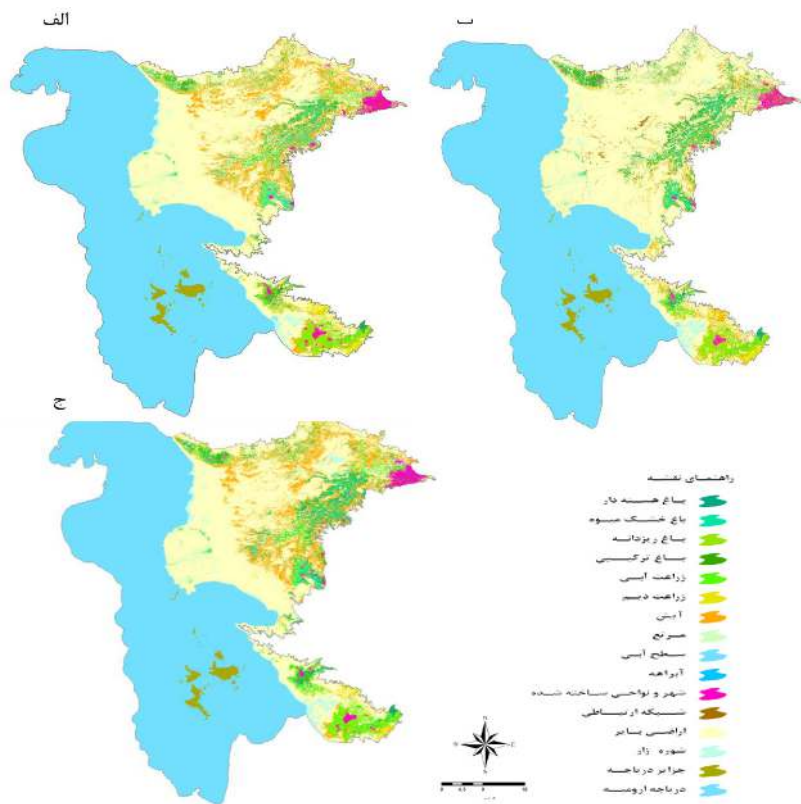 الف
ب
ج
راهنمای نقشه
باغ هسته دار
باغ خشک میوه
باغ ریزدانه
باغ ترکیبی
زراعت آبی
زراعت دیم
آیش
مرتع
سطح آبی
آبراهه
شهر و نواحی ساخته شده
شبکه ارتباطی
اراضی بایر
شوره زار
جزایر دریاچه
دریاچه ارومیه
N
E
S